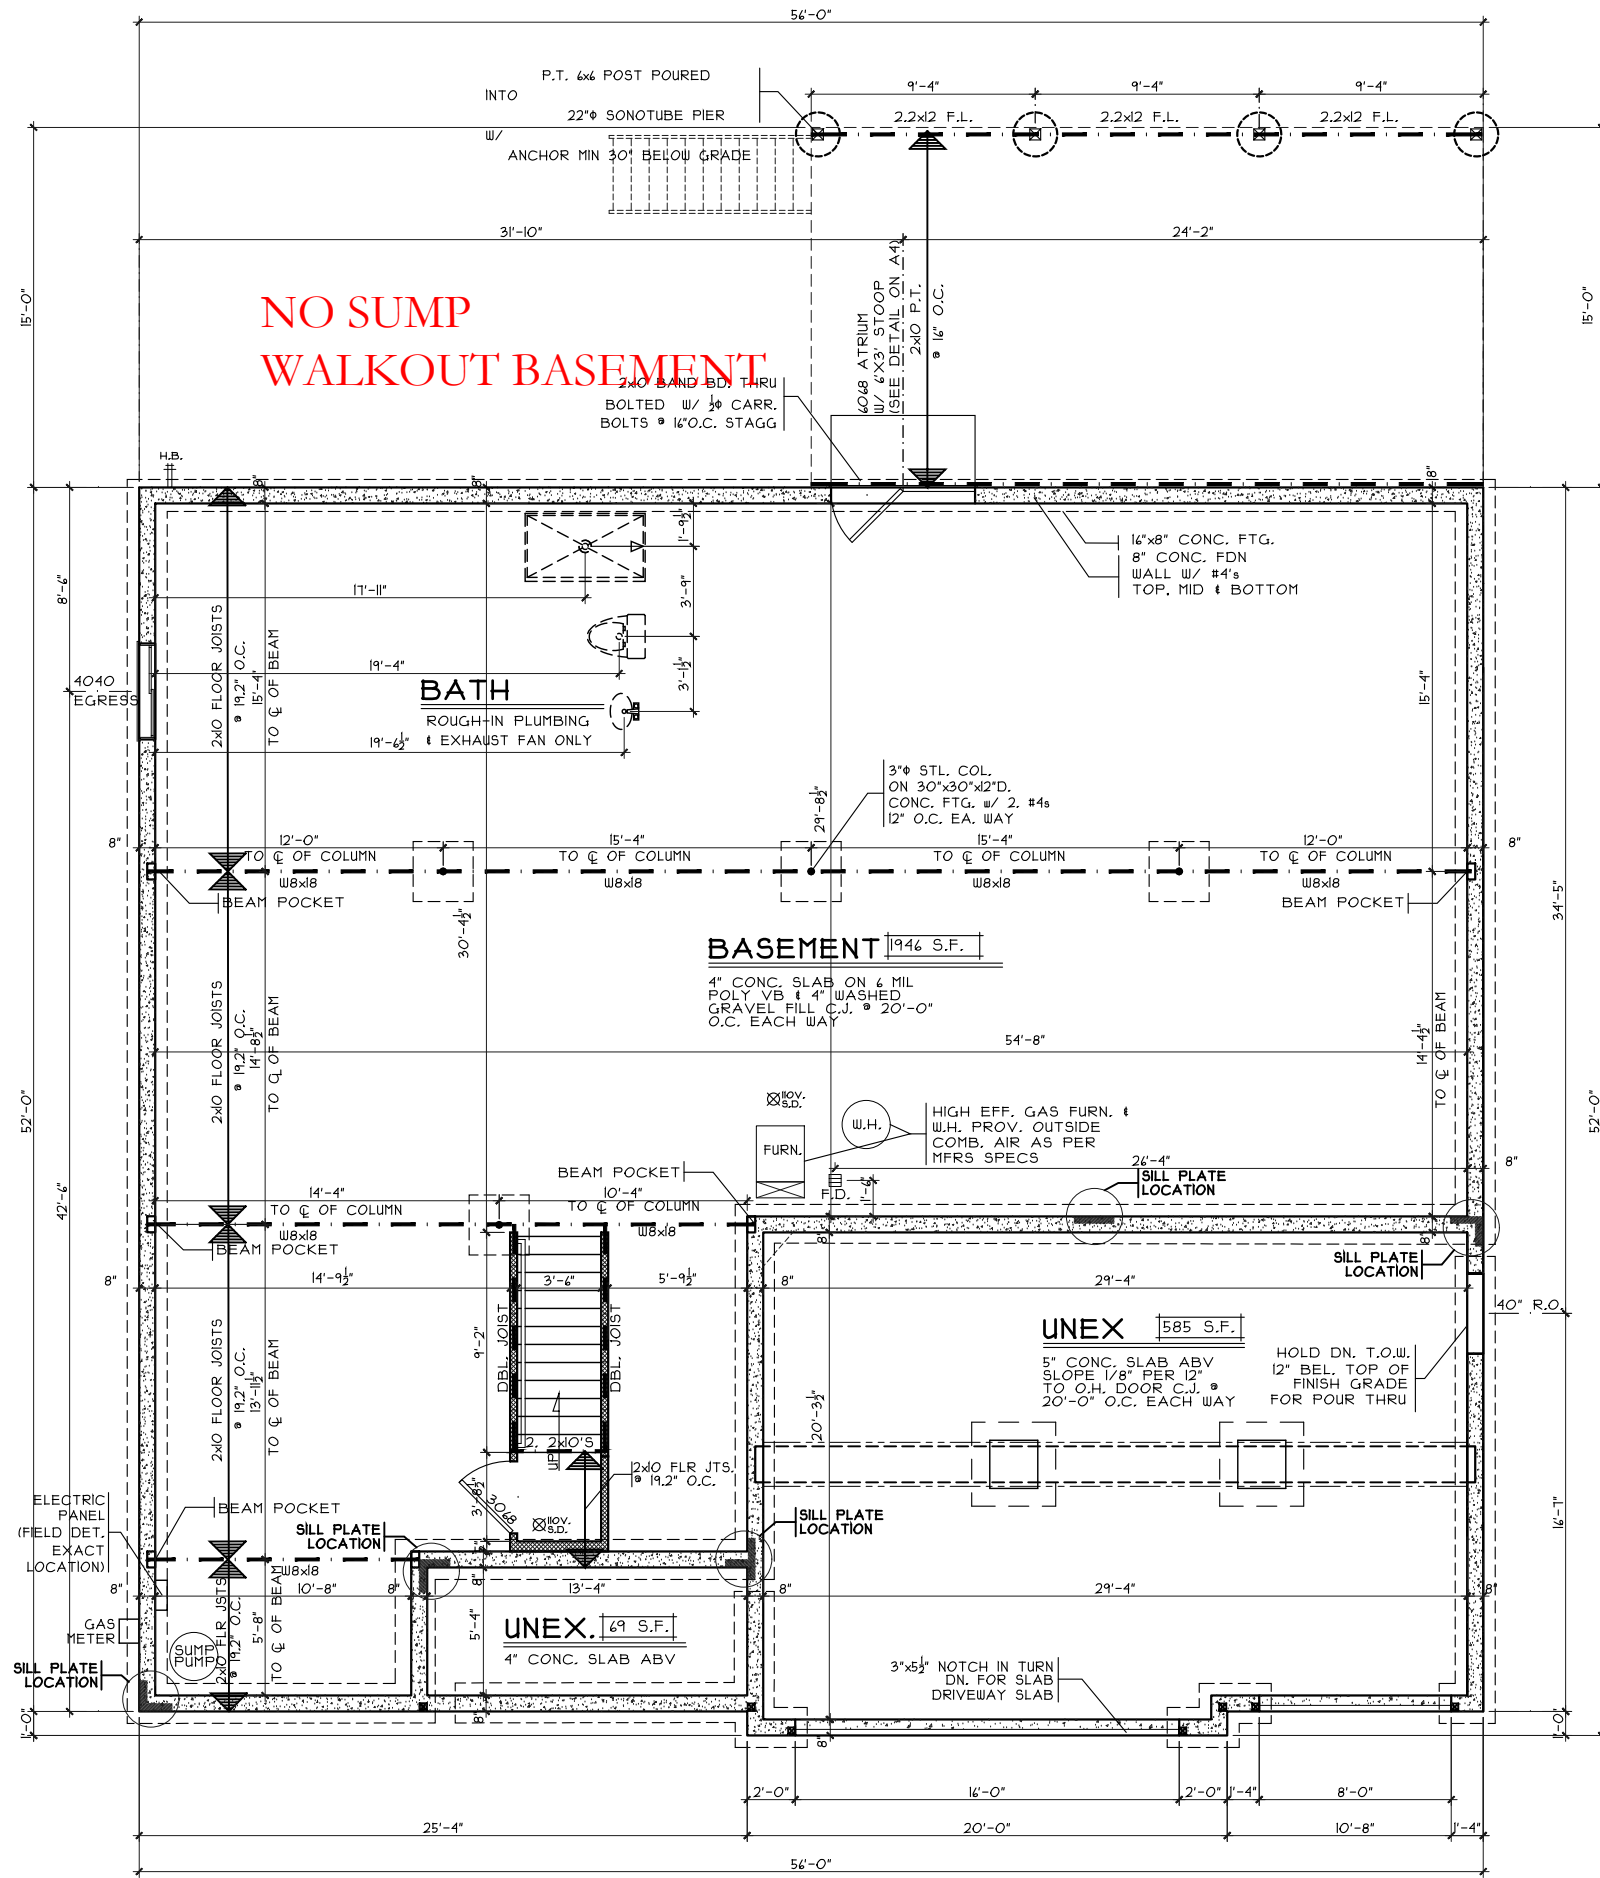 56'-0"
P.T. 6x6 POST POURED
INTO
22"ϕ SONOTUBE PIER
W/
ANCHOR MIN 30" BELOW GRADE
9'-4"
9'-4"
9'-4"
2.2x12 F.L.
2.2x12 F.L.
2.2x12 F.L.
31'-10"
24'-2"
15'-0"
15'-0"
NO SUMP
WALKOUT BASEMENT
6068 ATRIUM
W/ 6'X3' STOOP
(SEE DETAIL ON A4)
2x10 P.T.
@ 16" O.C.
2x10 BAND BD. THRU
BOLTED W/ ½ϕ CARR.
BOLTS @ 16"O.C. STAGG
H.B.
8"
8"
8"
8'-6"
1'-9½"
3'-9"
3'-1½"
17'-11"
19'-4"
19'-6½"
16"x8" CONC. FTG.
8" CONC. FDN
WALL W/ #4's
TOP, MID & BOTTOM
4040
EGRESS
2x10 FLOOR JOISTS
@ 19.2" O.C.
15'-4"
TO ℄ OF BEAM
BATH
ROUGH-IN PLUMBING
& EXHAUST FAN ONLY
15'-4"
3"ϕ STL. COL.
ON 30"x30"x12"D.
CONC. FTG. w/ 2. #4s
12" O.C. EA. WAY
29'-8½"
8"
12'-0"
TO ℄ OF COLUMN
W8x18
15'-4"
TO ℄ OF COLUMN
W8x18
15'-4"
TO ℄ OF COLUMN
W8x18
12'-0"
TO ℄ OF COLUMN
W8x18
8"
BEAM POCKET
BEAM POCKET
30'-4½"
34'-5"
BASEMENT 1946 S.F.
4" CONC. SLAB ON 6 MIL
POLY VB & 4" WASHED
GRAVEL FILL C.J. @ 20'-0"
O.C. EACH WAY
2x10 FLOOR JOISTS
@ 19.2" O.C.
14'-8½"
TO ℄ OF BEAM
54'-8"
14'-4½"
TO ℄ OF BEAM
52'-0"
52'-0"
110V.
S.D.
W.H.
FURN.
HIGH EFF. GAS FURN. &
W.H. PROV. OUTSIDE
COMB. AIR AS PER
MFRS SPECS
F.D.
1'-6"
26'-4"
8"
SILL PLATE
LOCATION
BEAM POCKET
42'-6"
14'-4"
TO ℄ OF COLUMN
W8x18
10'-4"
TO ℄ OF COLUMN
W8x18
BEAM POCKET
8"
8"
SILL PLATE
LOCATION
8"
14'-9½"
3'-6"
5'-9½"
8"
29'-4"
40" R.O.
DBL. JOIST
DBL. JOIST
9'-2"
UNEX 585 S.F.
5" CONC. SLAB ABV
SLOPE 1/8" PER 12"
TO O.H. DOOR C.J. @
20'-0" O.C. EACH WAY
HOLD DN. T.O.W.
12" BEL. TOP OF
FINISH GRADE
FOR POUR THRU
2x10 FLOOR JOISTS
@ 19.2" O.C.
13'-11½"
TO ℄ OF BEAM
20'-3½"
2. 2x10'S
UP
2x10 FLR JTS.
@ 19.2" O.C.
3'-8½"
3068
110V.
S.D.
ELECTRIC
PANEL
(FIELD DET.
EXACT
LOCATION)
BEAM POCKET
SILL PLATE
LOCATION
SILL PLATE
LOCATION
16'-7"
W8x18
8"
10'-8"
8"
8"
13'-4"
8"
29'-4"
8"
GAS
METER
SUMP
PUMP
2x10 FLR JSTS
@ 19.2" O.C.
5'-8"
TO ℄ OF BEAM
5'-4"
UNEX. 69 S.F.
4" CONC. SLAB ABV
SILL PLATE
LOCATION
3"x5½" NOTCH IN TURN
DN. FOR SLAB
DRIVEWAY SLAB
1'-0"
8"
8"
1'-0"
2'-0"
16'-0"
2'-0"
1'-4"
8'-0"
25'-4"
20'-0"
10'-8"
1'-4"
56'-0"